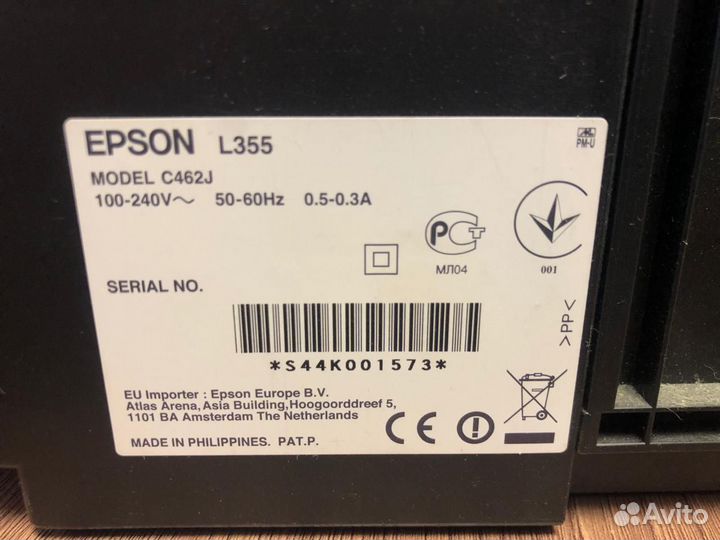 EPSON L355
MODEL C462J
100-240V～ 50-60Hz 0.5-0.3A
PM-U
РСТ
МЛ04
001
SERIAL NO.
*S44K001573*
>PP<
EU Importer : Epson Europe B.V.
Atlas Arena, Asia Building, Hoogoorddreef 5,
1101 BA Amsterdam The Netherlands
CE
MADE IN PHILIPPINES. PAT.P.
Avito